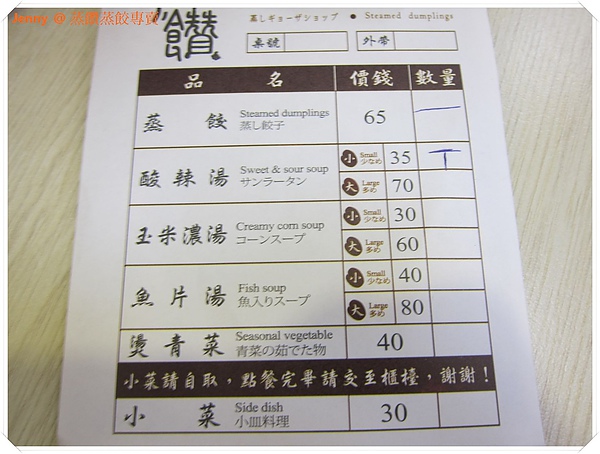 Jenny @ 蒸讚蒸餃專賣
蒸しギョーザショップ ● Steamed dumplings
讚
桌號
外帶
品 名 價錢 數量
蒸 餃 Steamed dumplings 65 一
蒸し餃子
酸辣湯 Sweet & sour soup 小 Small 少なめ 35 T
サンラータン 大 Large 多め 70
玉米濃湯 Creamy corn soup 小 Small 少なめ 30
コーンスープ 大 Large 多め 60
魚片湯 Fish soup 小 Small 少なめ 40
魚入りスープ 大 Large 多め 80
燙青菜 Seasonal vegetable 40
青菜の茹でた物
小菜請自取，點餐完畢請交至櫃檯，謝謝！
小 菜 Side dish 30
小皿料理